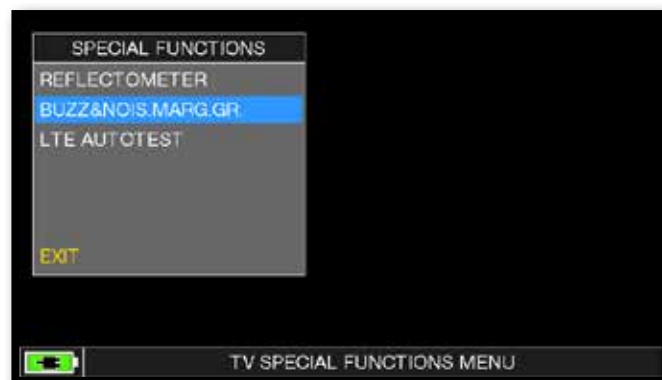 SPECIAL FUNCTIONS
REFLECTOMETER
BUZZ&NOIS.MARG.GR.
LTE AUTOTEST
EXIT
TV SPECIAL FUNCTIONS MENU